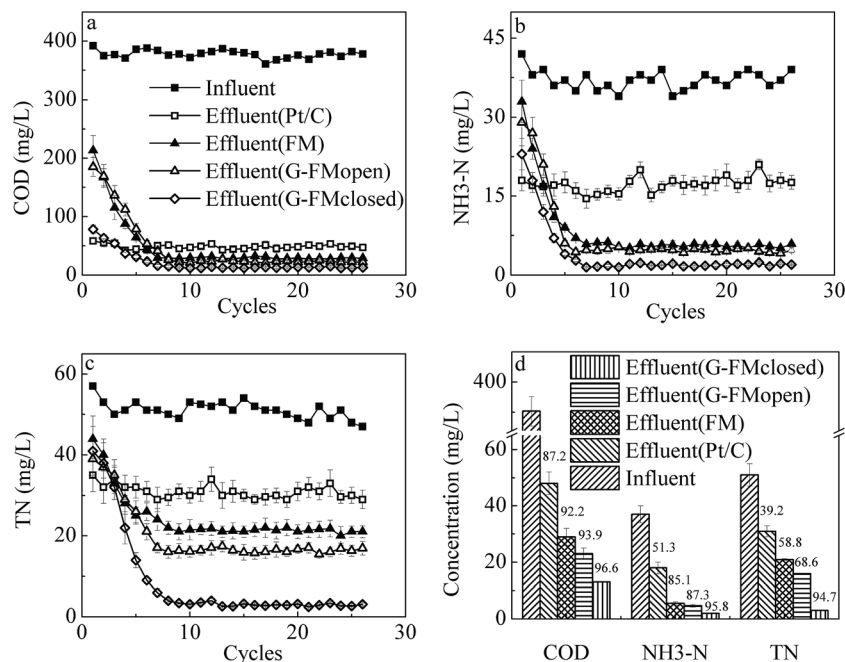 a
400
300
200
100
50
0
COD (mg/L)
Influent
Effluent(Pt/C)
Effluent(FM)
Effluent(G-FMopen)
Effluent(G-FMclosed)
0 10 20 30
Cycles
b
45
30
15
0
NH3-N (mg/L)
0 10 20 30
Cycles
c
60
40
20
0
TN (mg/L)
0 10 20 30
Cycles
d
400
60
40
20
0
Concentration (mg/L)
Effluent(G-FMclosed)
Effluent(G-FMopen)
Effluent(FM)
Effluent(Pt/C)
Influent
87.2
92.2
93.9
96.6
51.3
85.1
87.3
95.8
39.2
58.8
68.6
94.7
COD NH3-N TN